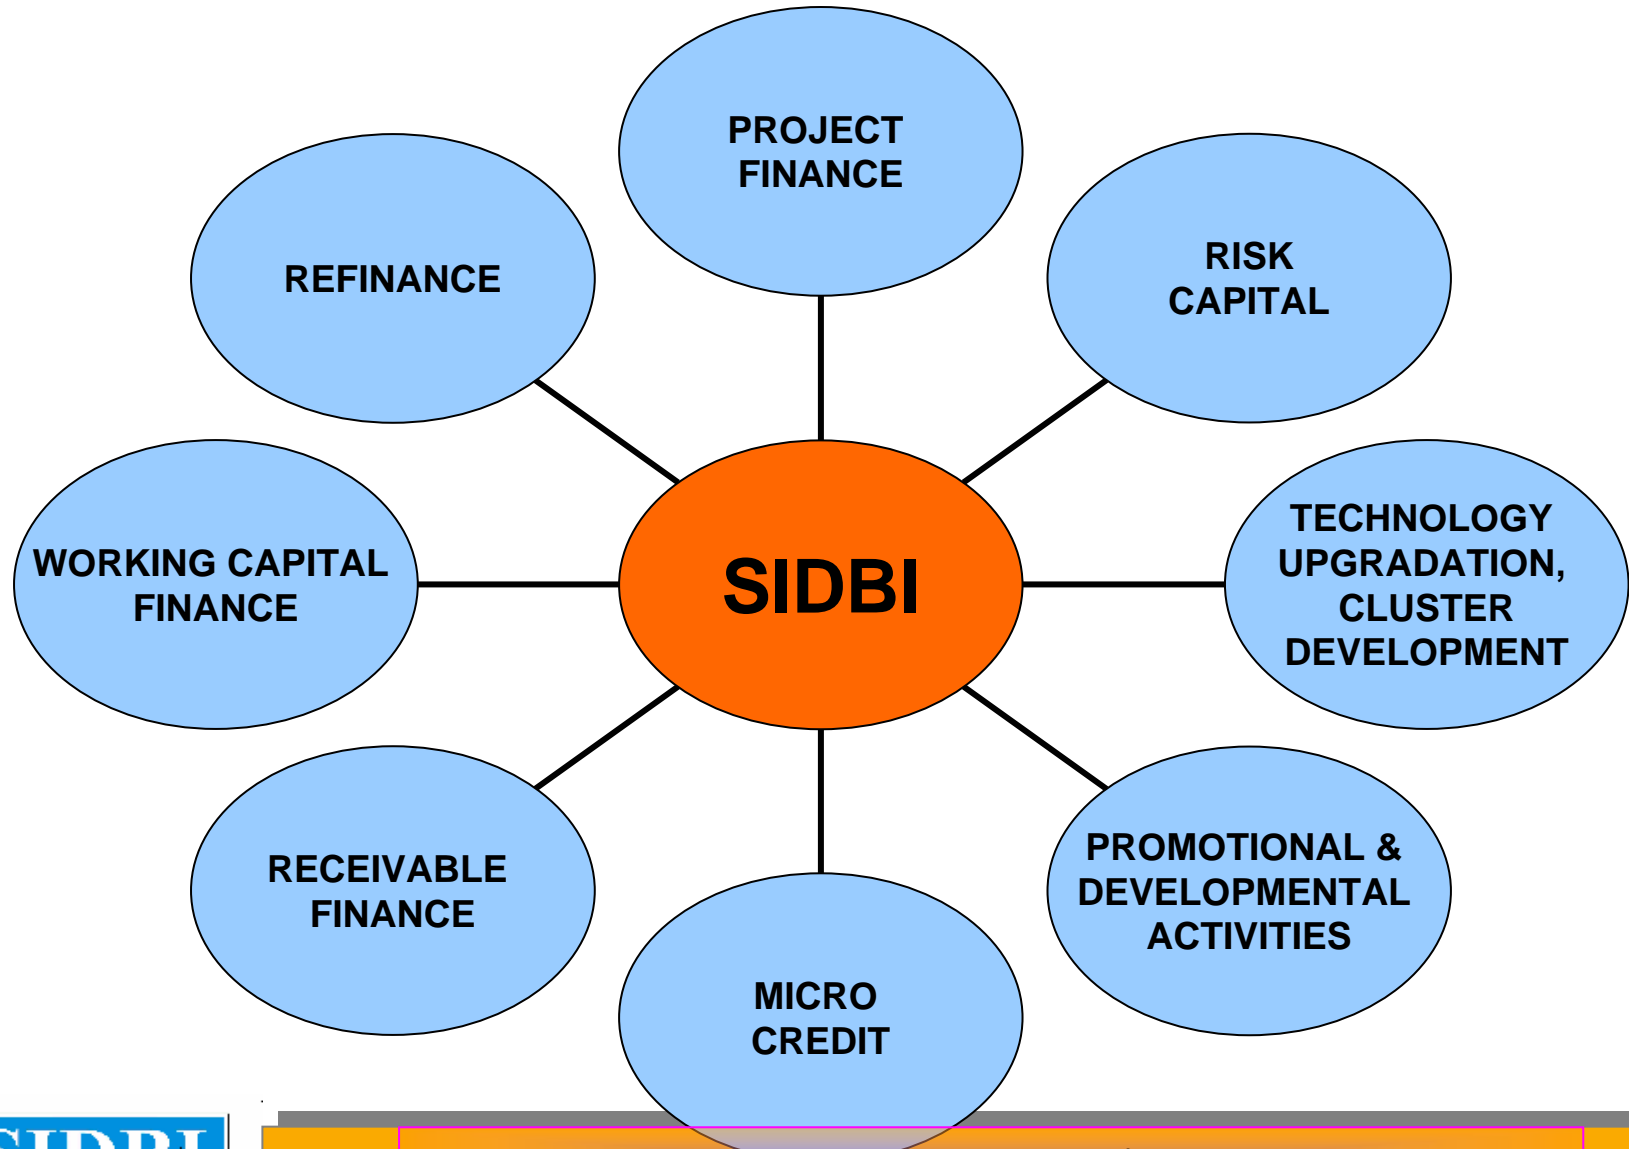 PROJECT
FINANCE
RISK
CAPITAL
REFINANCE
TECHNOLOGY
UPGRADATION,
CLUSTER
DEVELOPMENT
WORKING CAPITAL
FINANCE
SIDBI
PROMOTIONAL &
DEVELOPMENTAL
ACTIVITIES
RECEIVABLE
FINANCE
MICRO
CREDIT
SIDBI